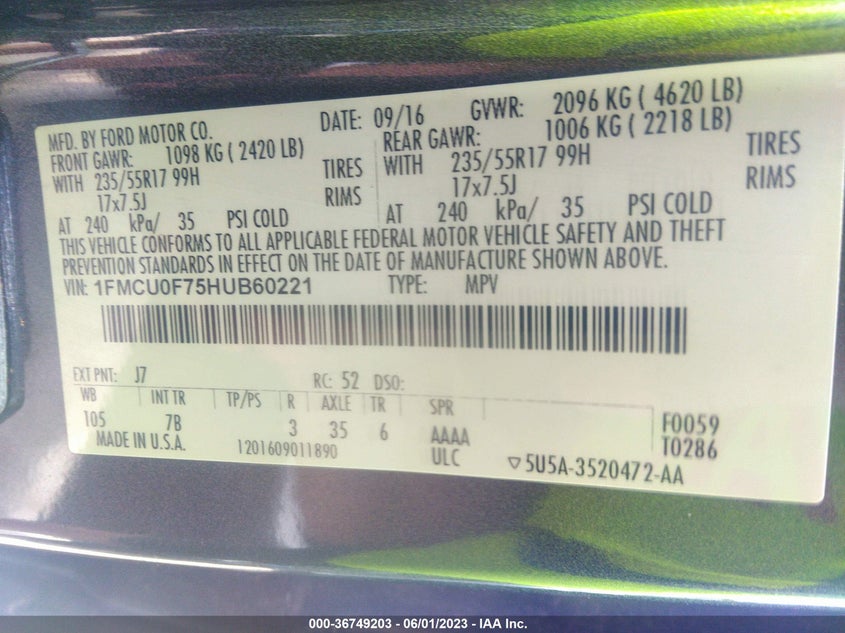 MFD. BY FORD MOTOR CO.
DATE: 09/16 GVWR: 2096 KG ( 4620 LB)
FRONT GAWR: 1098 KG ( 2420 LB)
WITH 235/55R17 99H TIRES
17x7.5J RIMS
AT 240 kPa/ 35 PSI COLD
REAR GAWR: 1006 KG ( 2218 LB)
WITH 235/55R17 99H TIRES
17x7.5J RIMS
AT 240 kPa/ 35 PSI COLD
THIS VEHICLE CONFORMS TO ALL APPLICABLE FEDERAL MOTOR VEHICLE SAFETY AND THEFT
PREVENTION STANDARDS IN EFFECT ON THE DATE OF MANUFACTURE SHOWN ABOVE.
VIN: 1FMCU0F75HUB60221 TYPE: MPV
EXT PNT: J7 RC: 52 DSO:
WB INT TR TP/PS R AXLE TR SPR
105 7B 3 35 6 AAAA F0059
MADE IN U.S.A. 1201609011890 ULC T0286
▽5U5A-3520472-AA
000-36749203 - 06/01/2023 - IAA Inc.